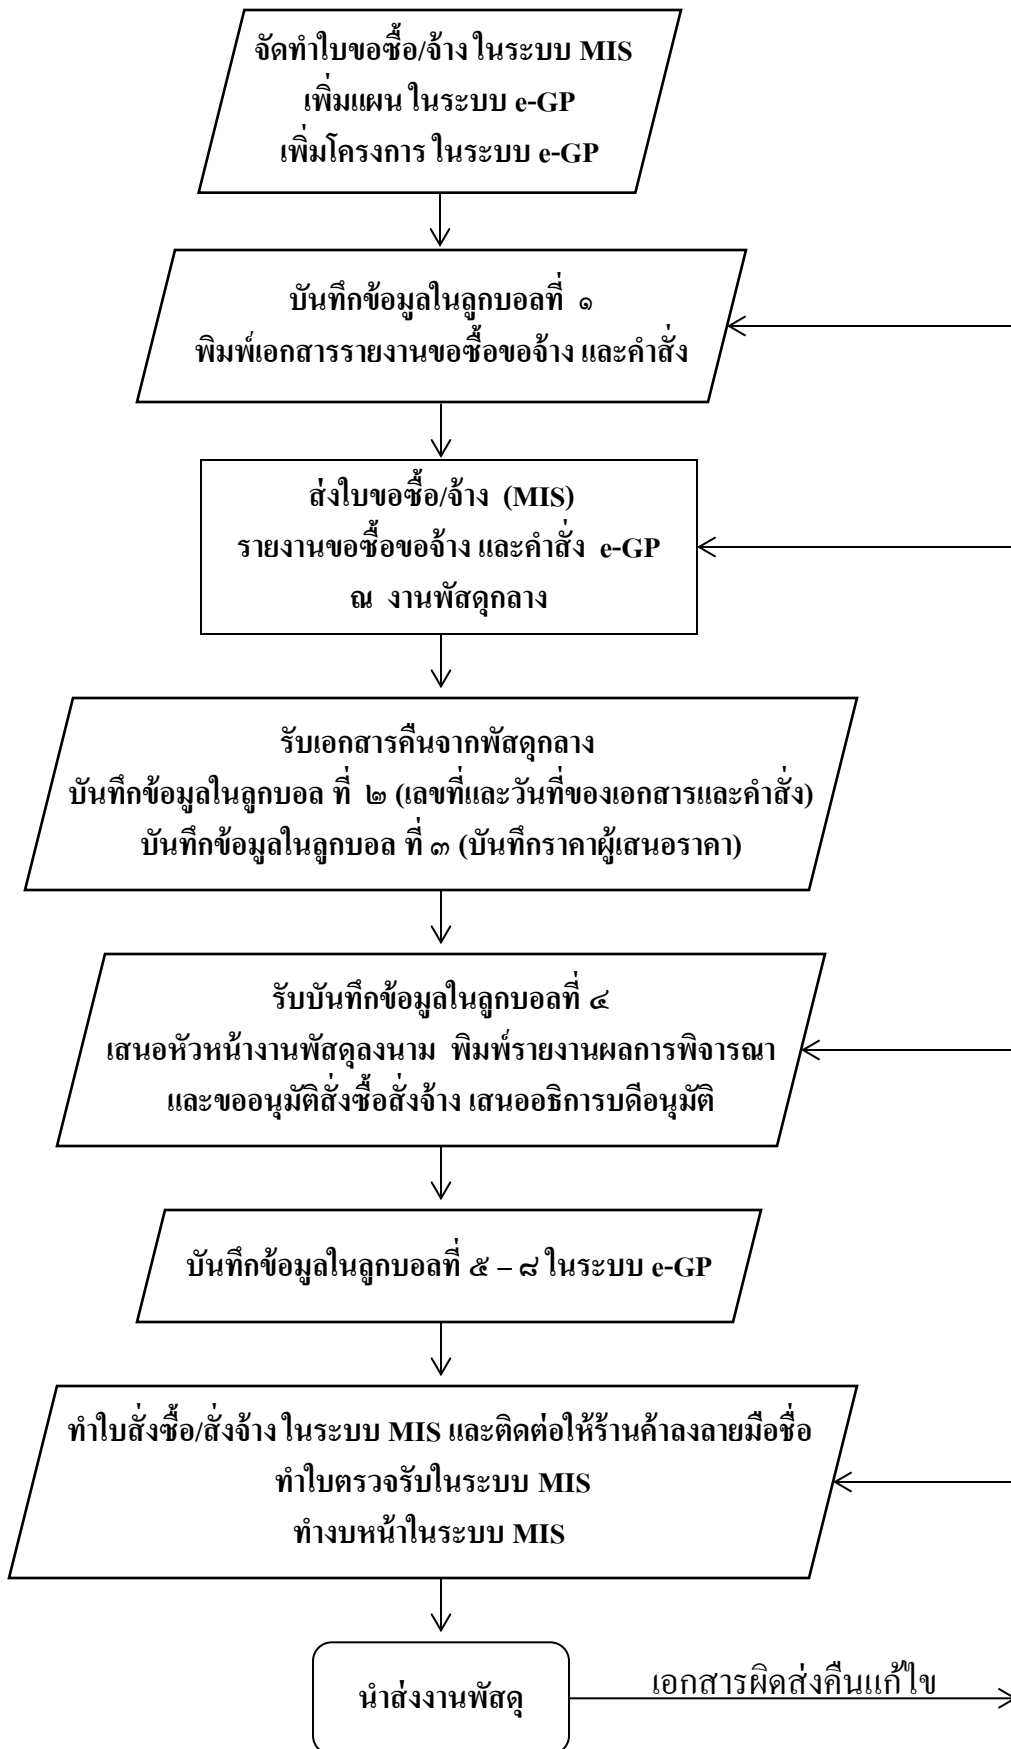 จัดทำใบขอซื้อ/จ้าง ในระบบ MIS
เพิ่มแผน ในระบบ e-GP
เพิ่มโครงการ ในระบบ e-GP
บันทึกข้อมูลในลูกบอลที่ ๑
พิมพ์เอกสารรายงานขอซื้อขอจ้าง และคำสั่ง
ส่งใบขอซื้อ/จ้าง (MIS)
รายงานขอซื้อขอจ้าง และคำสั่ง e-GP
ณ งานพัสดุกลาง
รับเอกสารคืนจากพัสดุกลาง
บันทึกข้อมูลในลูกบอล ที่ ๒ (เลขที่และวันที่ของเอกสารและคำสั่ง)
บันทึกข้อมูลในลูกบอล ที่ ๓ (บันทึกราคาผู้เสนอราคา)
รับบันทึกข้อมูลในลูกบอลที่ ๔
เสนอหัวหน้างานพัสดุลงนาม พิมพ์รายงานผลการพิจารณา
และขออนุมัติสั่งซื้อสั่งจ้าง เสนออธิการบดีอนุมัติ
บันทึกข้อมูลในลูกบอลที่ ๕ – ๘ ในระบบ e-GP
ทำใบสั่งซื้อ/สั่งจ้าง ในระบบ MIS และติดต่อให้ร้านค้าลงลายมือชื่อ
ทำใบตรวจรับในระบบ MIS
ทำงบหน้าในระบบ MIS
นำส่งงานพัสดุ
เอกสารผิดส่งคืนแก้ไข